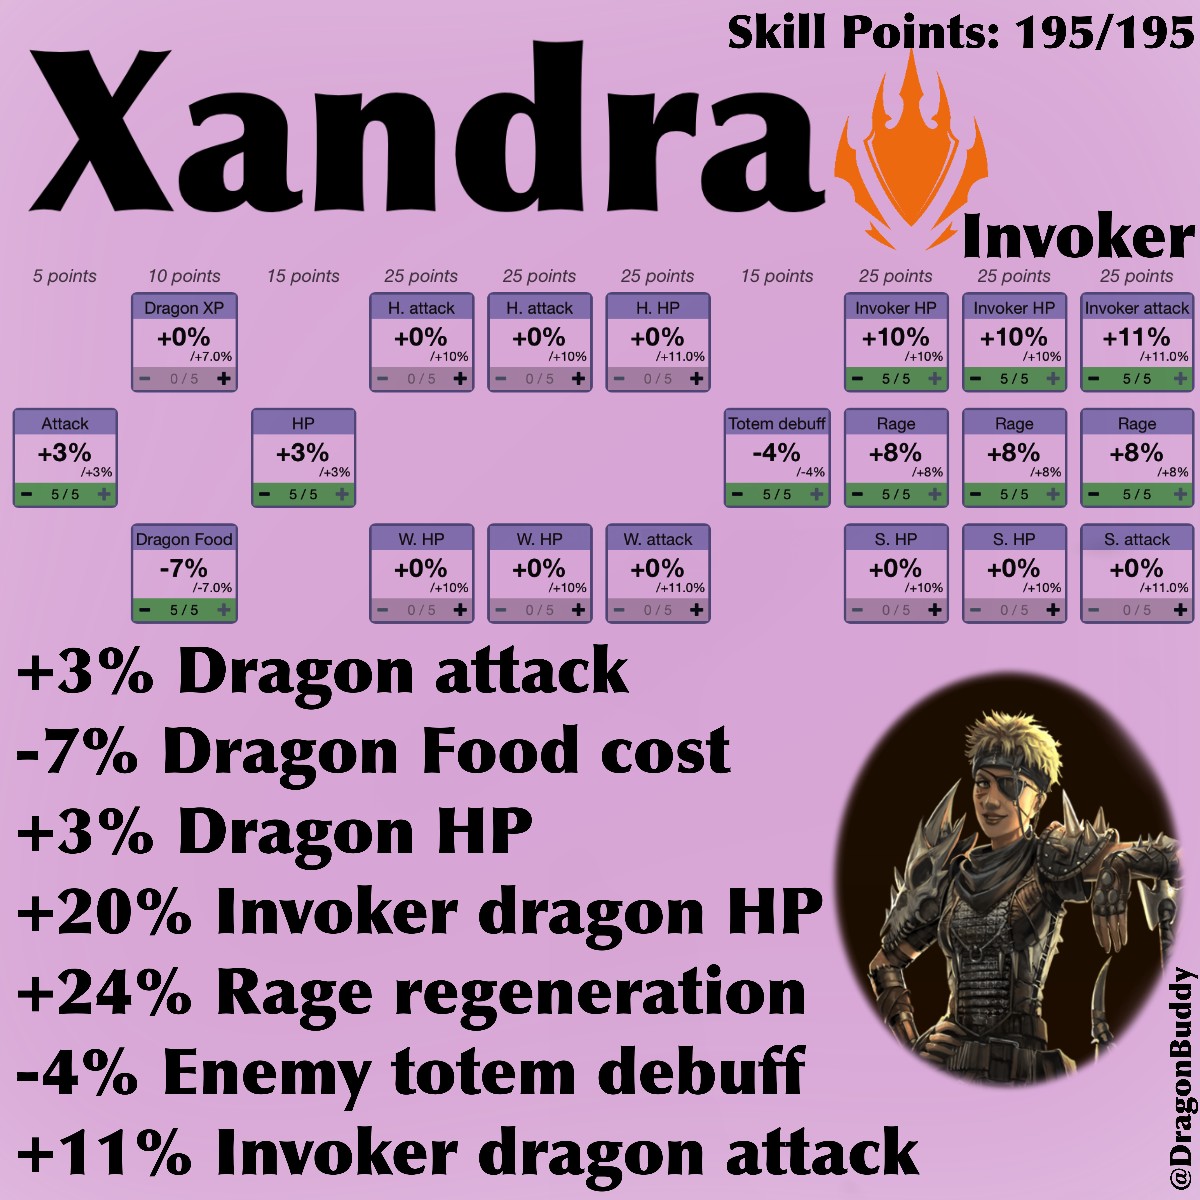 Skill Points: 195/195
Xandra
Invoker
5 points 10 points 15 points 25 points 25 points 25 points 15 points 25 points 25 points 25 points
Dragon XP H. attack H. attack H. HP Invoker HP Invoker HP Invoker attack
+0% +0% +0% +0% +10% +10% +11%
/+7.0% /+10% /+10% /+11.0% /+10% /+10% /+11.0%
− 0 / 5 + − 0 / 5 + − 0 / 5 + − 0 / 5 + − 5 / 5 + − 5 / 5 + − 5 / 5 +
Attack HP Totem debuff Rage Rage Rage
+3% +3% -4% +8% +8% +8%
/+3% /+3% /-4% /+8% /+8% /+8%
− 5 / 5 + − 5 / 5 + − 5 / 5 + − 5 / 5 + − 5 / 5 + − 5 / 5 +
Dragon Food W. HP W. HP W. attack S. HP S. HP S. attack
-7% +0% +0% +0% +0% +0% +0%
/-7.0% /+10% /+10% /+11.0% /+10% /+10% /+11.0%
− 5 / 5 + − 0 / 5 + − 0 / 5 + − 0 / 5 + − 0 / 5 + − 0 / 5 + − 0 / 5 +
+3% Dragon attack
-7% Dragon Food cost
+3% Dragon HP
+20% Invoker dragon HP
+24% Rage regeneration
-4% Enemy totem debuff
+11% Invoker dragon attack
@DragonBuddy